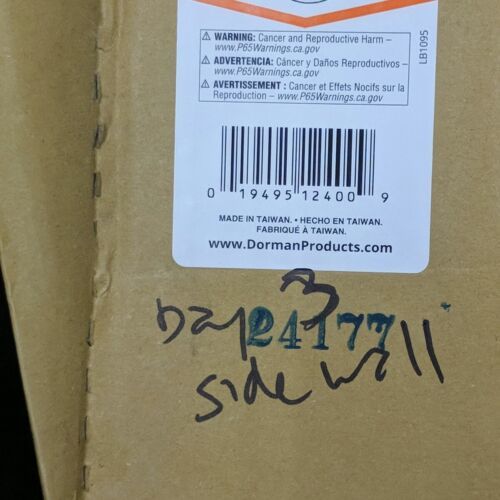 WARNING: Cancer and Reproductive Harm –
www.P65Warnings.ca.gov
ADVERTENCIA: Cáncer y Daños Reproductivos –
www.P65Warnings.ca.gov
AVERTISSEMENT : Cancer et Effets Nocifs sur la
Reproduction – www.P65Warnings.ca.gov
LB1095
0 19495 12400 9
MADE IN TAIWAN. • HECHO EN TAIWAN.
FABRIQUÉ À TAIWAN.
www.DormanProducts.com
bay 3
24177
side wall